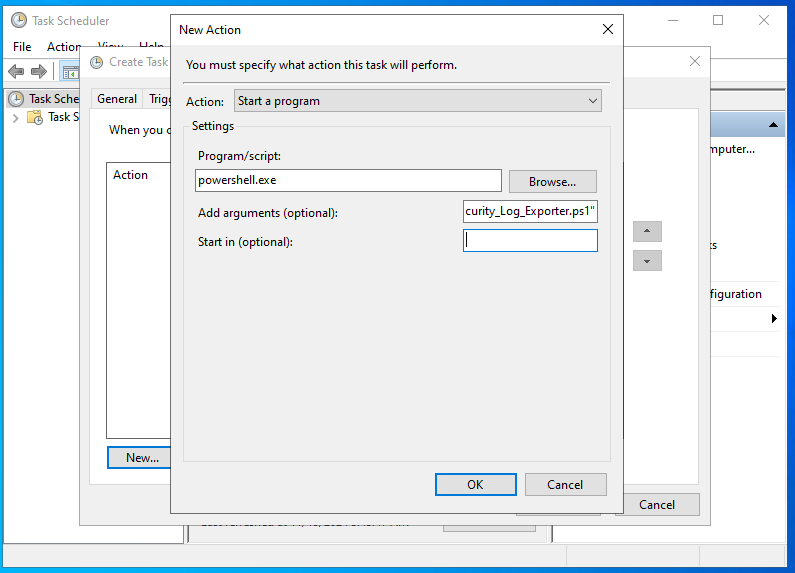 Task Scheduler
File Action View Help
Create Task
New Action
You must specify what action this task will perform.
Action: Start a program
Settings
Program/script:
powershell.exe
Browse...
Add arguments (optional): curity_Log_Exporter.ps1"
Start in (optional):
OK
Cancel
General Trigg
When you c
Action
New...
Cancel
Task Sche
Task S
mputer...
ks
figuration